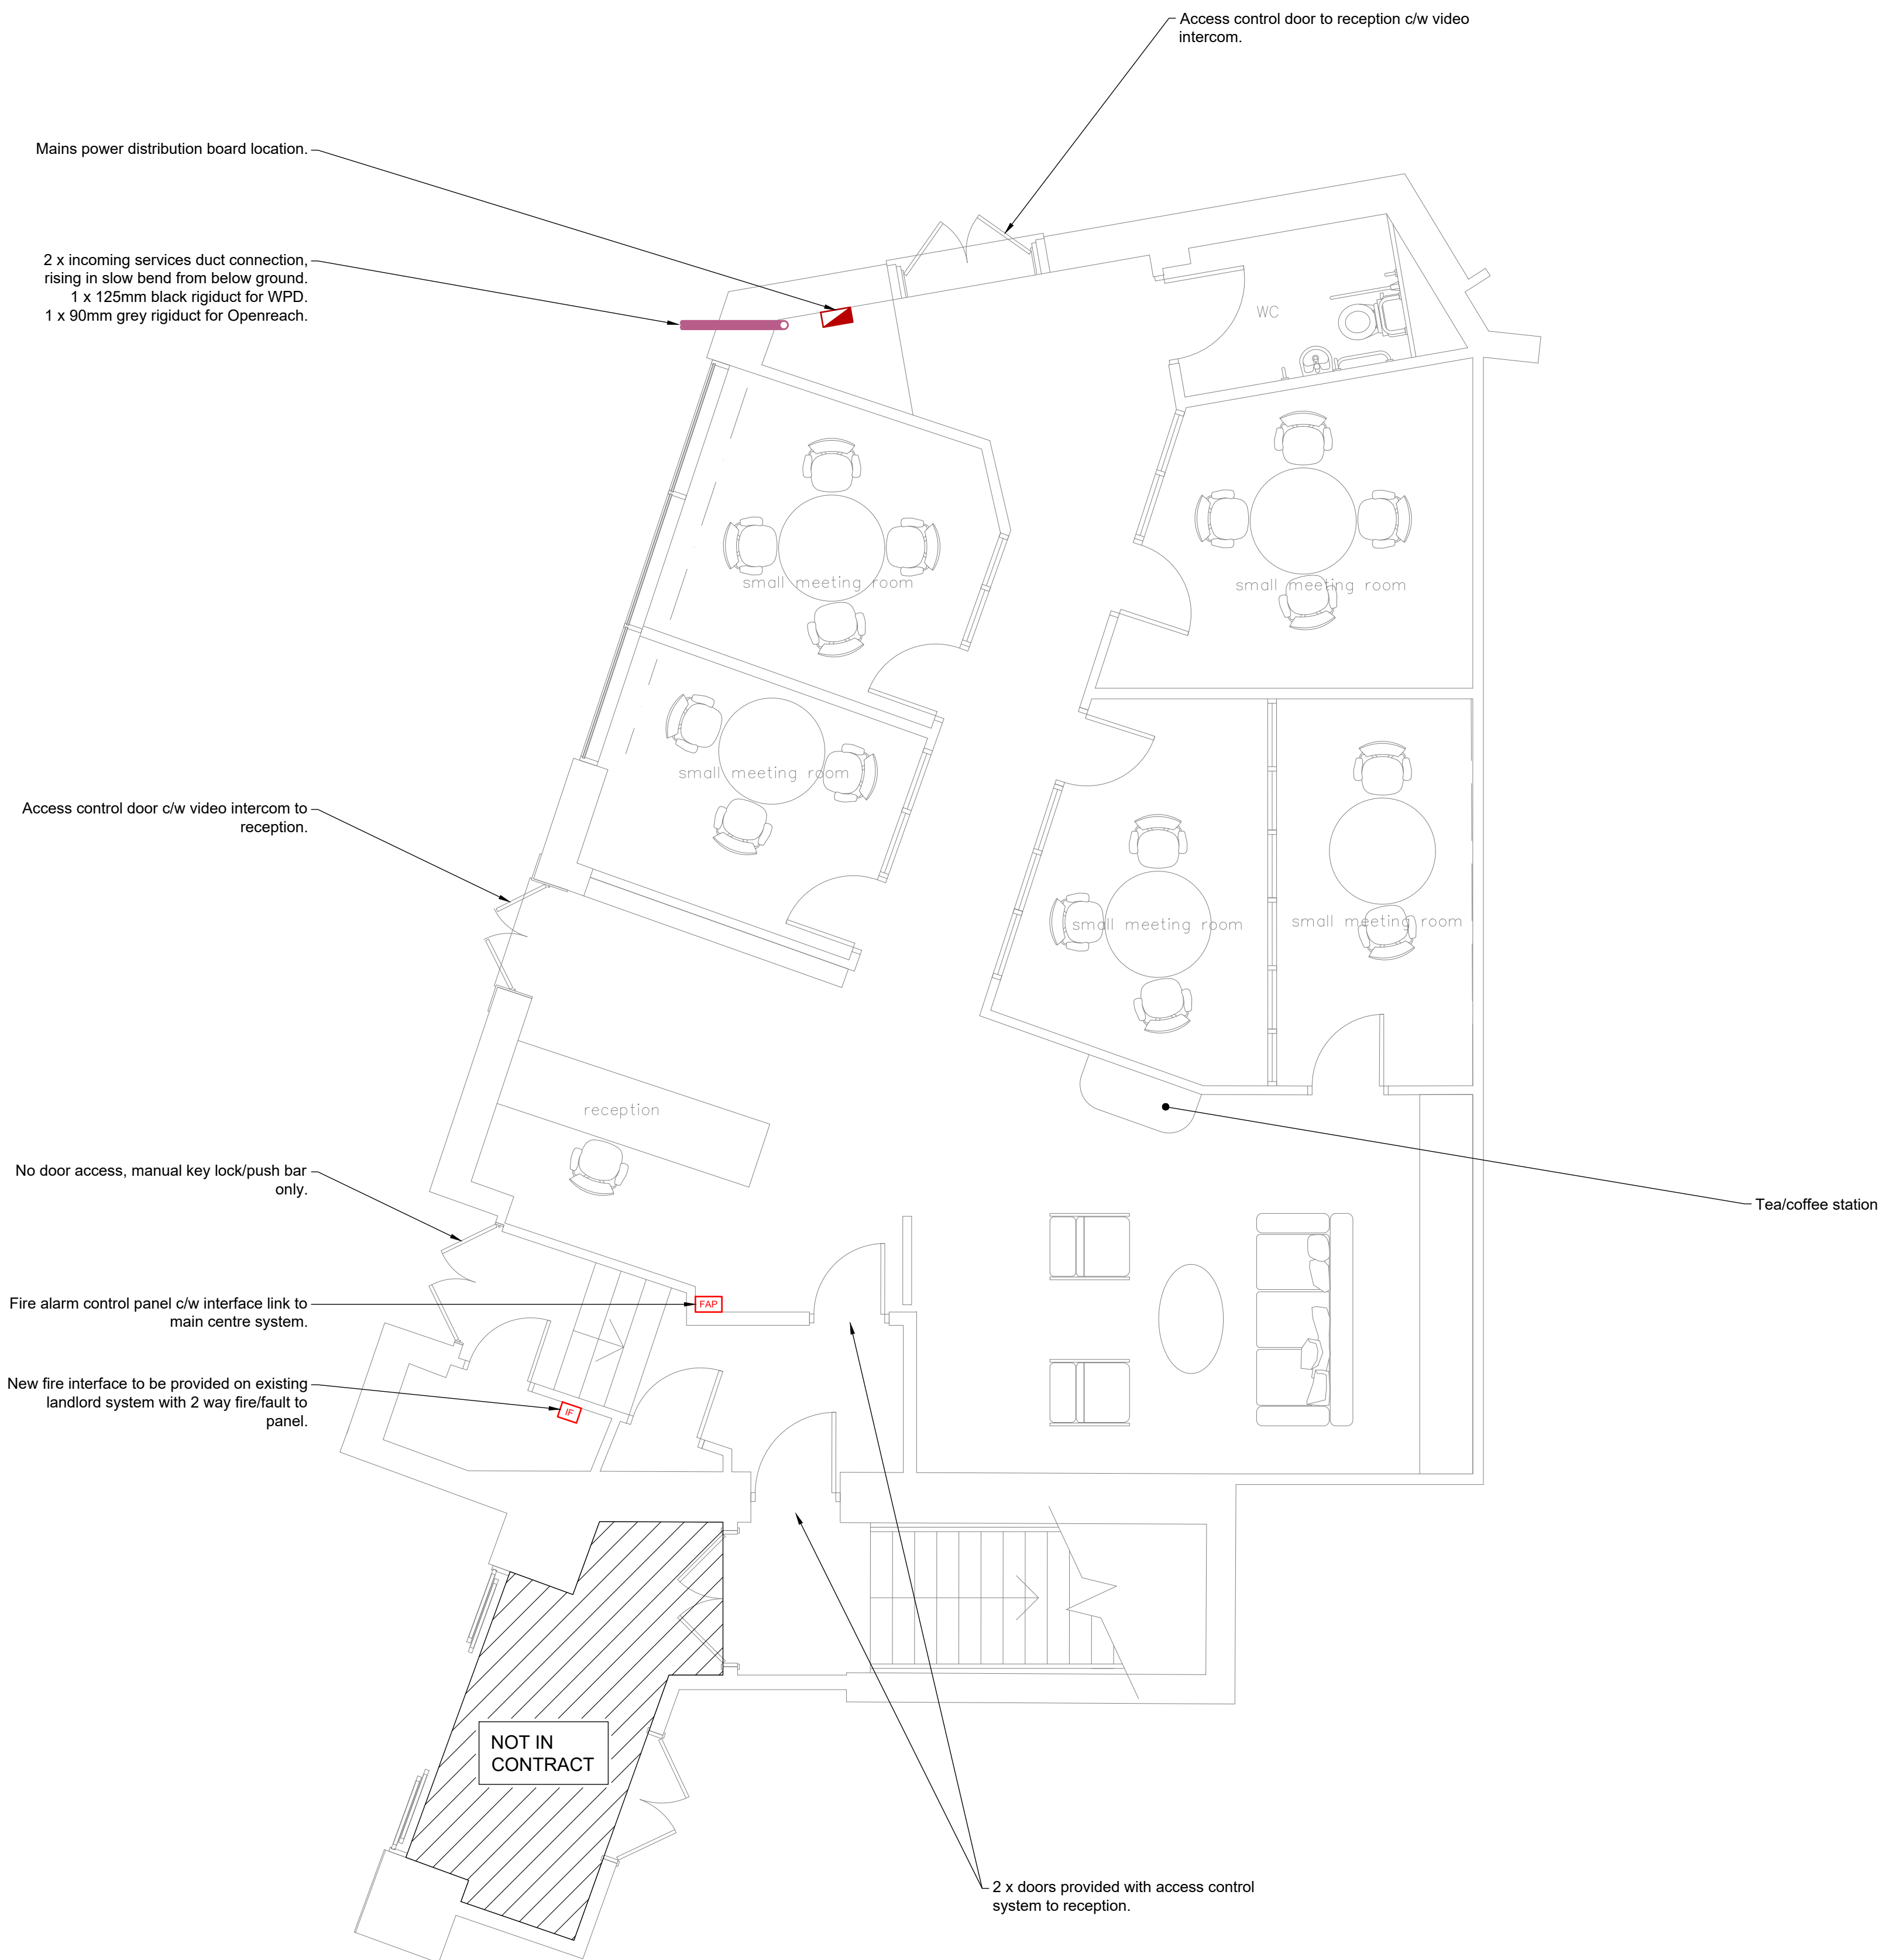 Access control door to reception c/w video
intercom.
Mains power distribution board location.
2 x incoming services duct connection,
rising in slow bend from below ground.
1 x 125mm black rigiduct for WPD.
1 x 90mm grey rigiduct for Openreach.
WC
small meeting room
small meeting room
small meeting room
Access control door c/w video intercom to
reception.
small meeting room
small meeting room
reception
No door access, manual key lock/push bar
only.
Tea/coffee station
Fire alarm control panel c/w interface link to
main centre system.
FAP
New fire interface to be provided on existing
landlord system with 2 way fire/fault to
panel.
IF
NOT IN
CONTRACT
2 x doors provided with access control
system to reception.